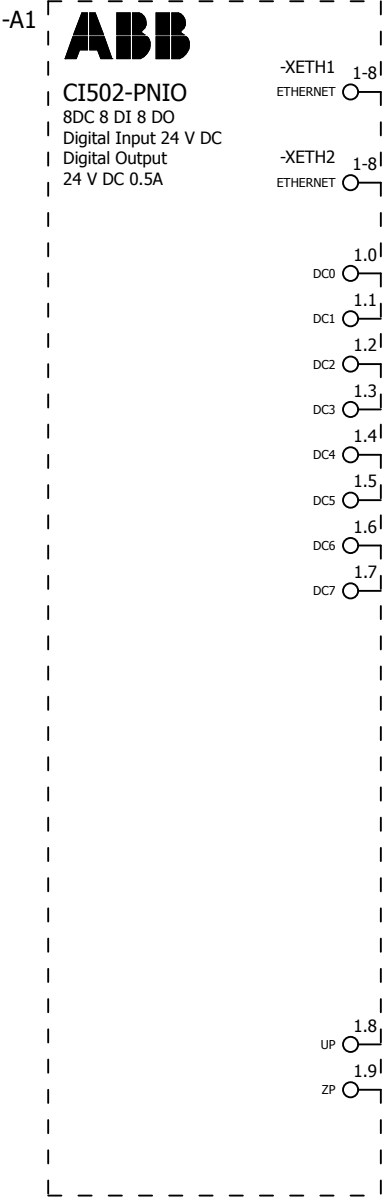 -A1
ABB
CI502-PNIO
8DC 8 DI 8 DO
Digital Input 24 V DC
Digital Output
24 V DC 0.5A
-XETH1 1-8
ETHERNET
-XETH2 1-8
ETHERNET
1.0
DC0
1.1
DC1
1.2
DC2
1.3
DC3
1.4
DC4
1.5
DC5
1.6
DC6
1.7
DC7
1.8
UP
1.9
ZP